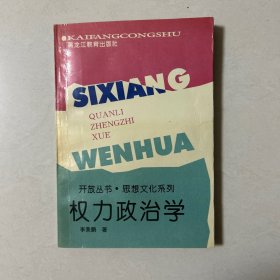 KAIFANGCONGSHU
黑龙江教育出版社
SIXIANG
QUANLI
ZHENGZHI
XUE
WENHUA
开放丛书·思想文化系列
权力政治学
李景鹏 著